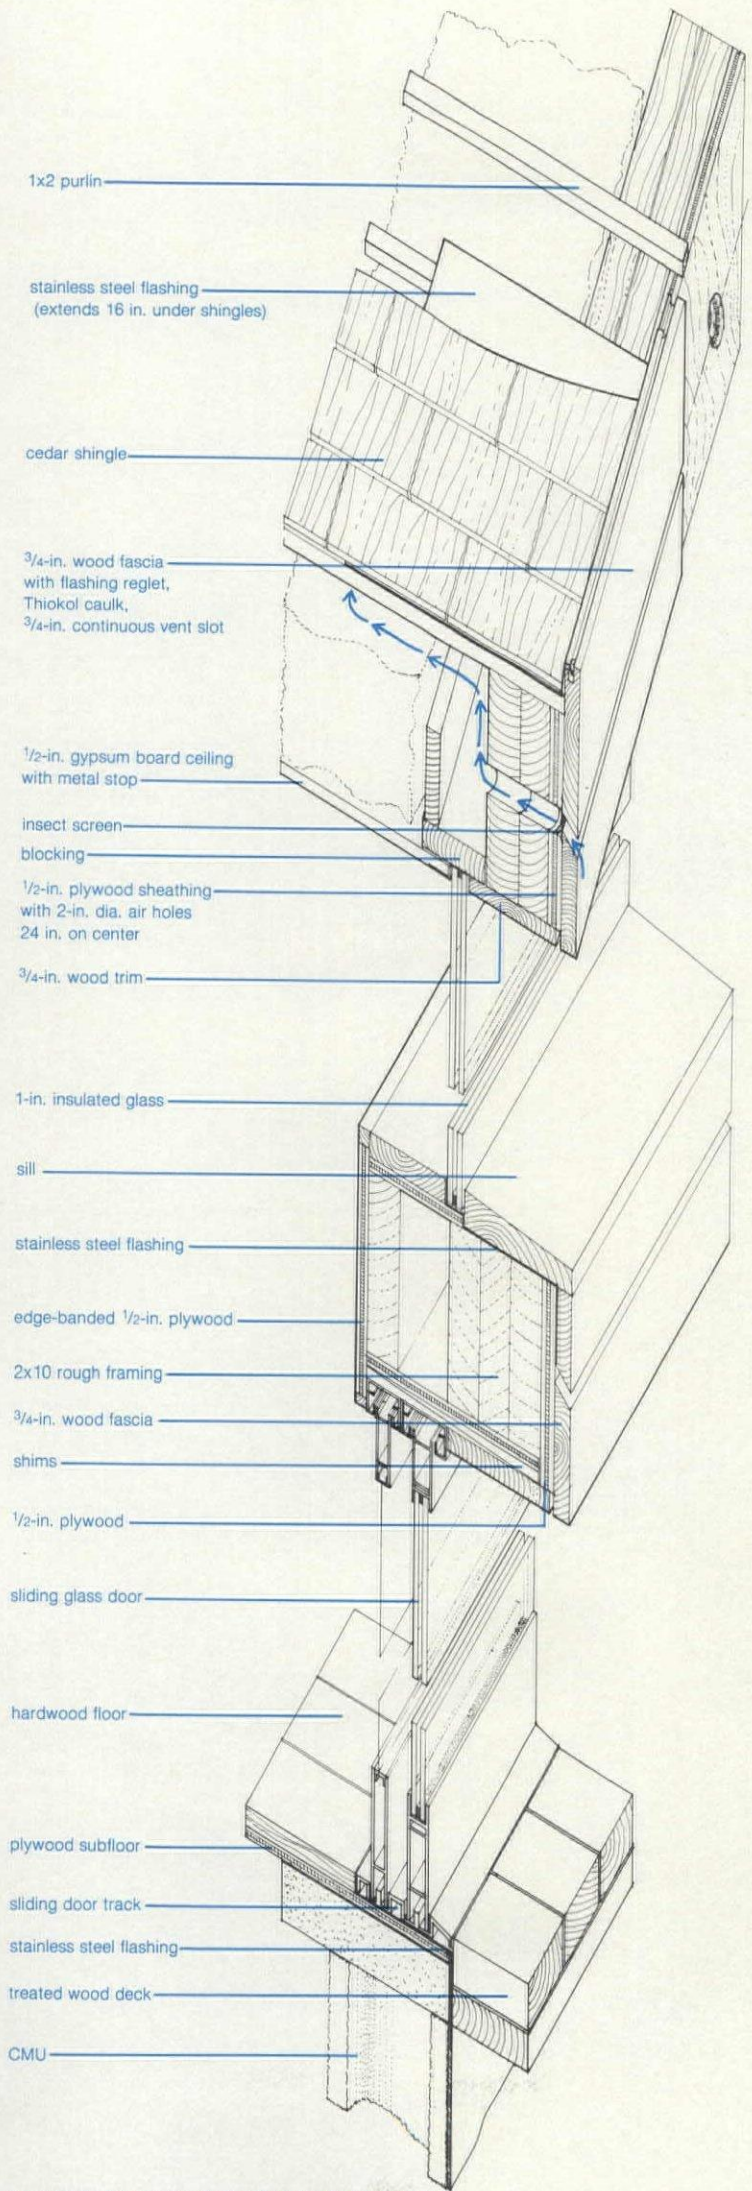 1x2 purlin
stainless steel flashing
(extends 16 in. under shingles)
cedar shingle
3/4-in. wood fascia
with flashing reglet,
Thiokol caulk,
3/4-in. continuous vent slot
1/2-in. gypsum board ceiling
with metal stop
insect screen
blocking
1/2-in. plywood sheathing
with 2-in. dia. air holes
24 in. on center
3/4-in. wood trim
1-in. insulated glass
sill
stainless steel flashing
edge-banded 1/2-in. plywood
2x10 rough framing
3/4-in. wood fascia
shims
1/2-in. plywood
sliding glass door
hardwood floor
plywood subfloor
sliding door track
stainless steel flashing
treated wood deck
CMU